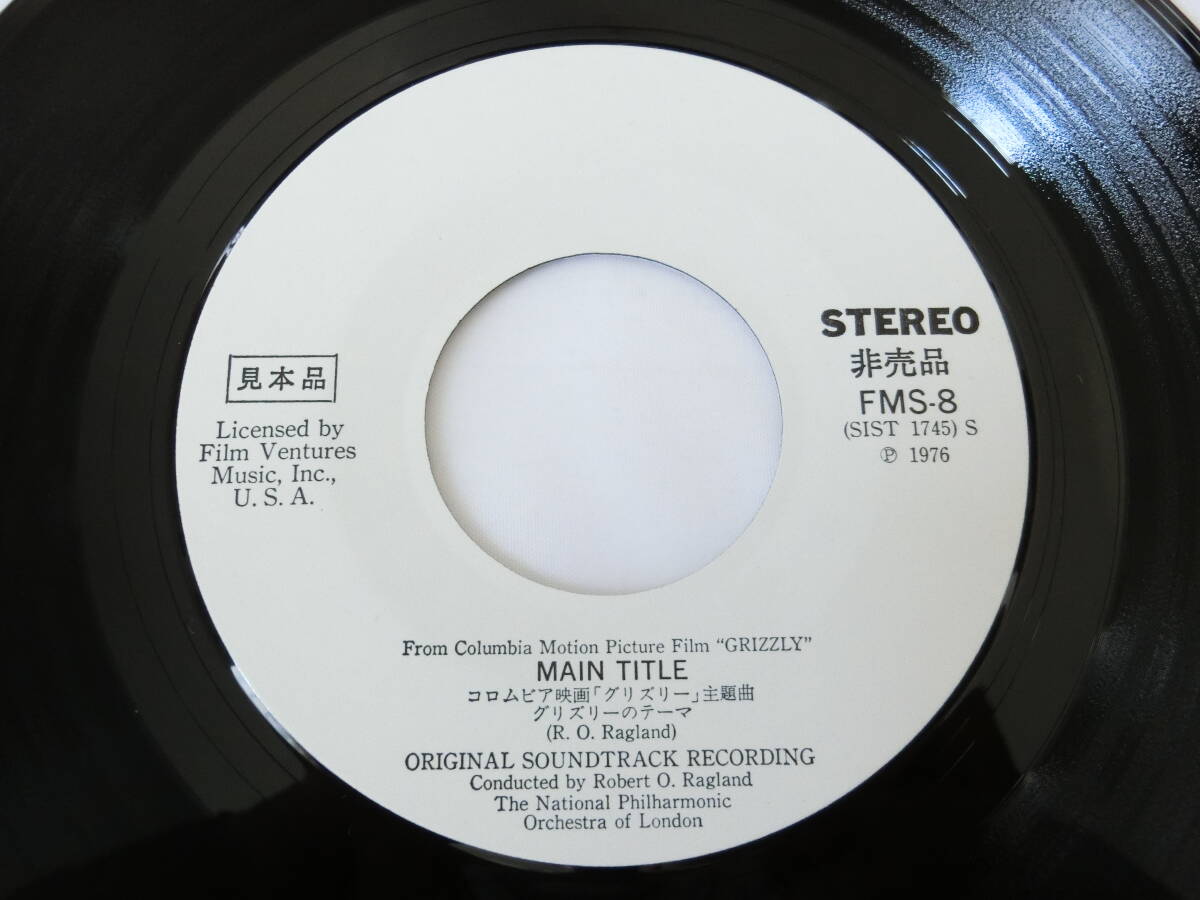 STEREO
非売品
FMS-8
(SIST 1745) S
Ⓟ 1976
見本品
Licensed by
Film Ventures
Music, Inc.,
U. S. A.
From Columbia Motion Picture Film “GRIZZLY”
MAIN TITLE
コロムビア映画「グリズリー」主題曲
グリズリーのテーマ
(R. O. Ragland)
ORIGINAL SOUNDTRACK RECORDING
Conducted by Robert O. Ragland
The National Philharmonic
Orchestra of London